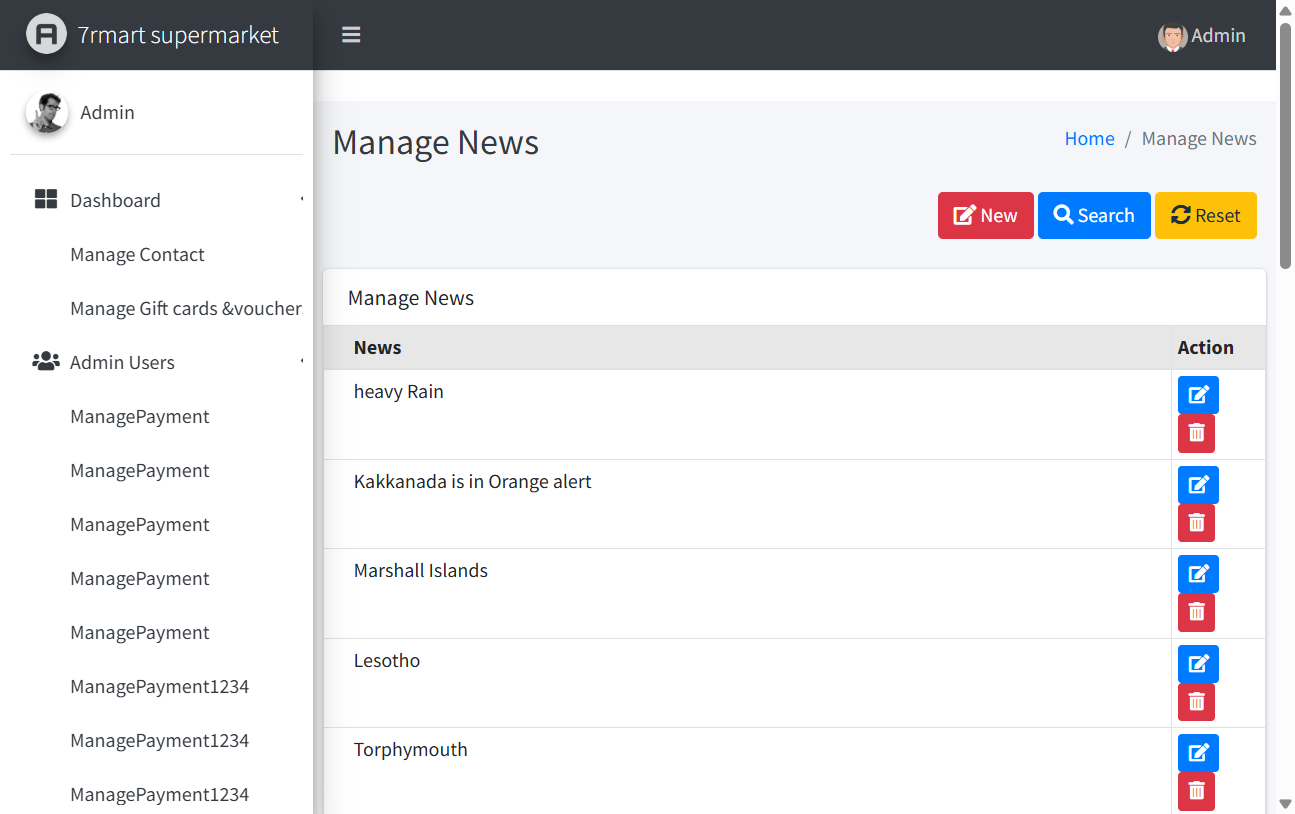 7rmart supermarket
Admin
Admin
Dashboard
Manage Contact
Manage Gift cards &voucher
Admin Users
ManagePayment
ManagePayment
ManagePayment
ManagePayment
ManagePayment
ManagePayment1234
ManagePayment1234
ManagePayment1234
Manage News
Home / Manage News
New Search Reset
Manage News
News Action
heavy Rain
Kakkanada is in Orange alert
Marshall Islands
Lesotho
Torphymouth